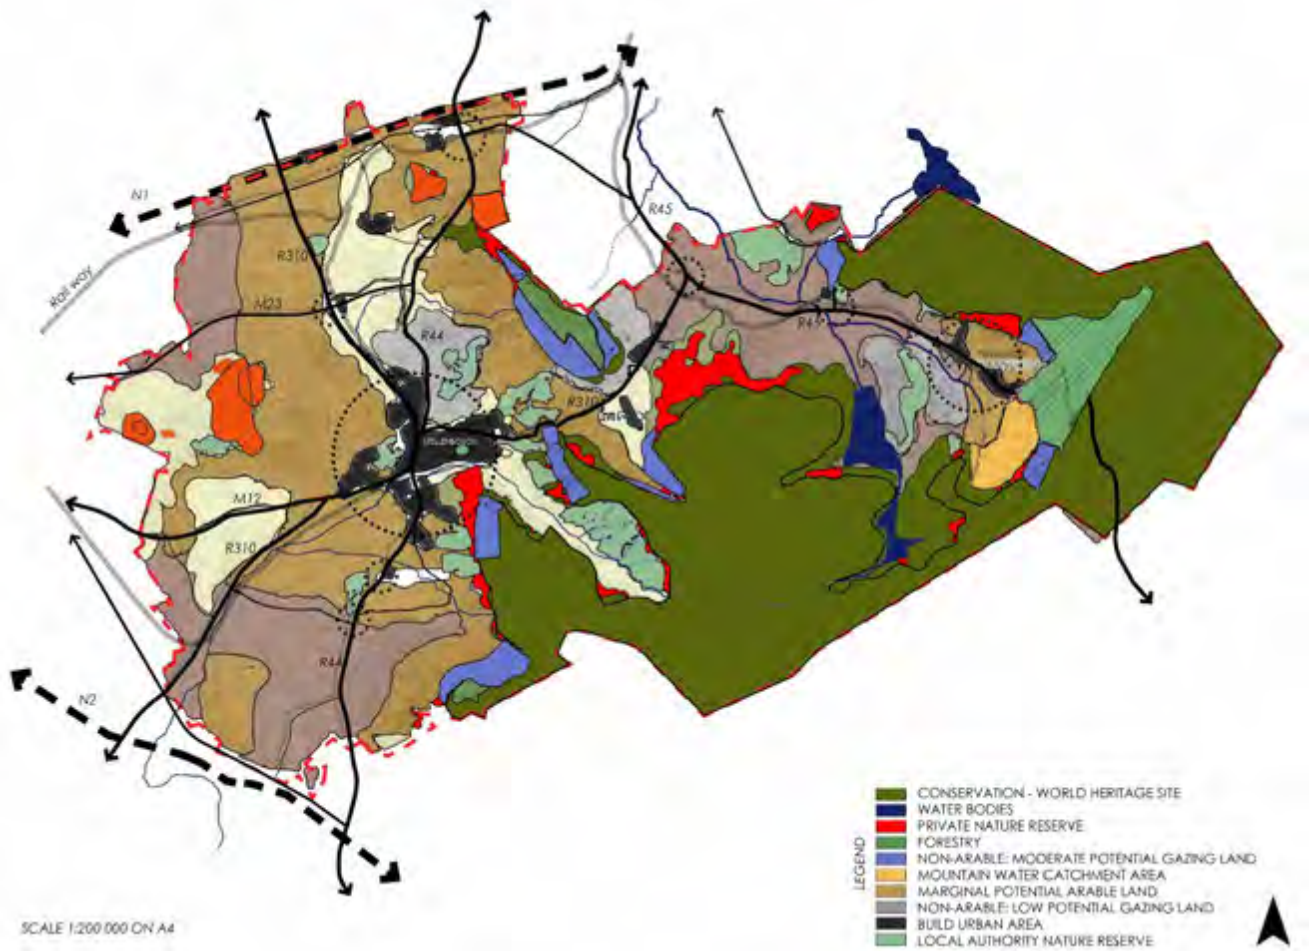 N1
R45
Rail way
R310
M23
R44
R45
R310
M12
R310
R44
N2
CONSERVATION - WORLD HERITAGE SITE
WATER BODIES
PRIVATE NATURE RESERVE
FORESTRY
NON-ARABLE: MODERATE POTENTIAL GAZING LAND
MOUNTAIN WATER CATCHMENT AREA
MARGINAL POTENTIAL ARABLE LAND
NON-ARABLE: LOW POTENTIAL GAZING LAND
BUILD URBAN AREA
LOCAL AUTHORITY NATURE RESERVE
LEGEND
SCALE 1:200 000 ON A4